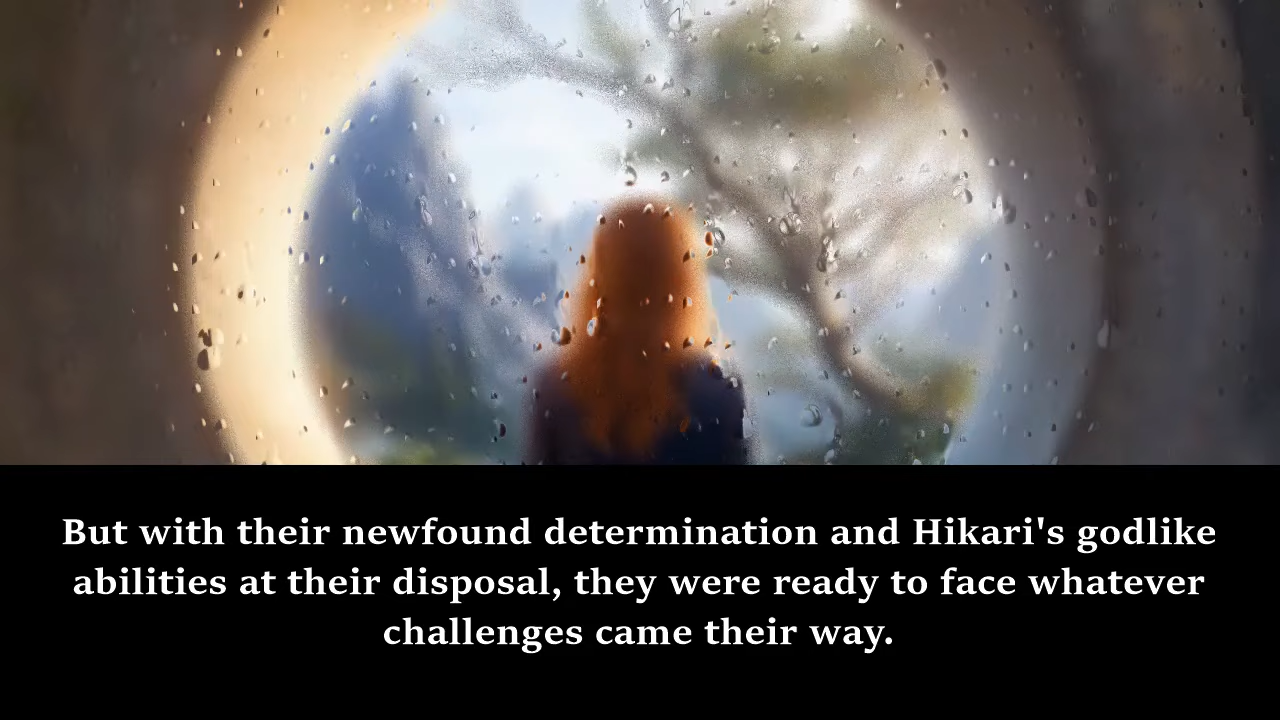 But with their newfound determination and Hikari's godlike
abilities at their disposal, they were ready to face whatever
challenges came their way.